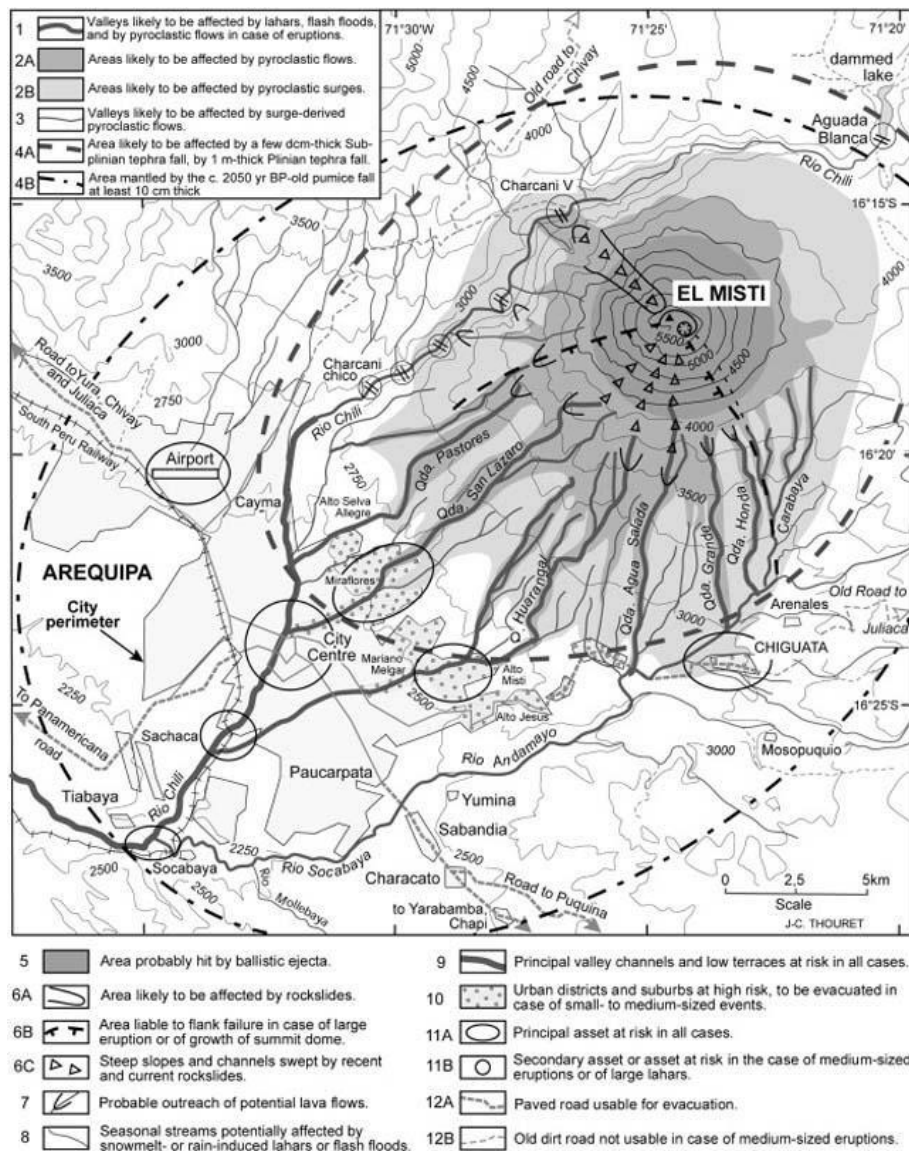 1 Valleys likely to be affected by lahars, flash floods,
and by pyroclastic flows in case of eruptions.
2A Areas likely to be affected by pyroclastic flows.
2B Areas likely to be affected by pyroclastic surges.
3 Valleys likely to be affected by surge-derived
pyroclastic flows.
4A Area likely to be affected by a few dcm-thick Sub-
plinian tephra fall, by 1 m-thick Plinian tephra fall.
4B Area mantled by the c. 2050 yr BP-old pumice fall
at least 10 cm thick
71°30'W
71°25'
71°20'
5000
4500
Old road to
Chivay
4000
dammed
lake
Aguada
Blanca
Rio Chili
Charcani V
16°15'S
3500
3500
3500
3000
4000
EL MISTI
5500
5000
4500
3000
Road to Yura, Chivay
and Juliaca
2750
Charcani
chico
Rio Chili
South Peru Railway
4000
16°20'
Airport
Cayma
2750
Qda. Pastores
Alto Selva
Allegre
Qda. San Lazaro
3500
Qda. Honda
Carabaya
Qda. Agua Salada
Qda. Grande
Q. Huarangal
AREQUIPA
City
perimeter
Miraflores
City
Centre
Mariano
Melgar
Alto
Misti
2500
3000
Old Road to
Juliaca
Arenales
CHIGUATA
2250
To
Panamericana
road
Alto Jesus
16°25'
Sachaca
Rio Chili
Paucarpata
Rio Andamayo
3000
Mosopuquio
Tiabaya
Yumina
Sabandia
2250
Socabaya
Rio Socabaya
2500
2500
Rio
Mollebaya
Characato
2500
Road to Puquina
to Yarabamba,
Chapi
0 2,5 5km
Scale
J-C. THOURET
5 Area probably hit by ballistic ejecta.
6A Area likely to be affected by rockslides.
6B Area liable to flank failure in case of large
eruption or of growth of summit dome.
6C Steep slopes and channels swept by recent
and current rockslides.
7 Probable outreach of potential lava flows.
8 Seasonal streams potentially affected by
snowmelt- or rain-induced lahars or flash floods.
9 Principal valley channels and low terraces at risk in all cases.
10 Urban districts and suburbs at high risk, to be evacuated in
case of small- to medium-sized events.
11A Principal asset at risk in all cases.
11B Secondary asset or asset at risk in the case of medium-sized
eruptions or of large lahars.
12A Paved road usable for evacuation.
12B Old dirt road not usable in case of medium-sized eruptions.